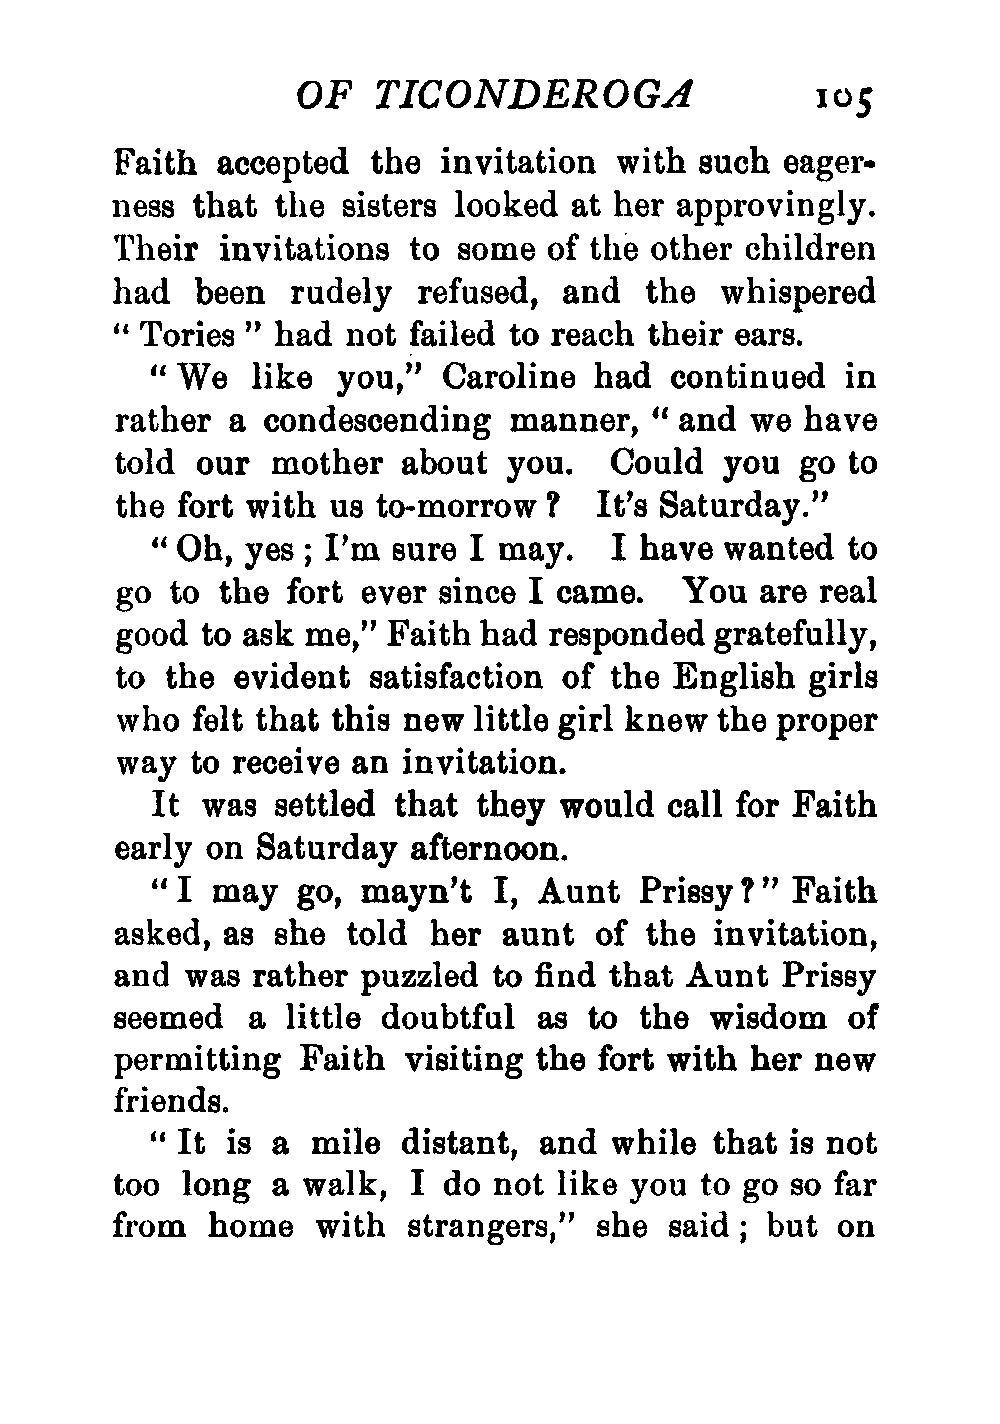 OF TICONDEROGA 105
Faith accepted the invitation with such eager-
ness that the sisters looked at her approvingly.
Their invitations to some of the other children
had been rudely refused, and the whispered
“ Tories ” had not failed to reach their ears.
“ We like you,” Caroline had continued in
rather a condescending manner, “ and we have
told our mother about you. Could you go to
the fort with us to-morrow ? It’s Saturday.”
“ Oh, yes ; I’m sure I may. I have wanted to
go to the fort ever since I came. You are real
good to ask me,” Faith had responded gratefully,
to the evident satisfaction of the English girls
who felt that this new little girl knew the proper
way to receive an invitation.
It was settled that they would call for Faith
early on Saturday afternoon.
“ I may go, mayn’t I, Aunt Prissy ? ” Faith
asked, as she told her aunt of the invitation,
and was rather puzzled to find that Aunt Prissy
seemed a little doubtful as to the wisdom of
permitting Faith visiting the fort with her new
friends.
“ It is a mile distant, and while that is not
too long a walk, I do not like you to go so far
from home with strangers,” she said ; but on